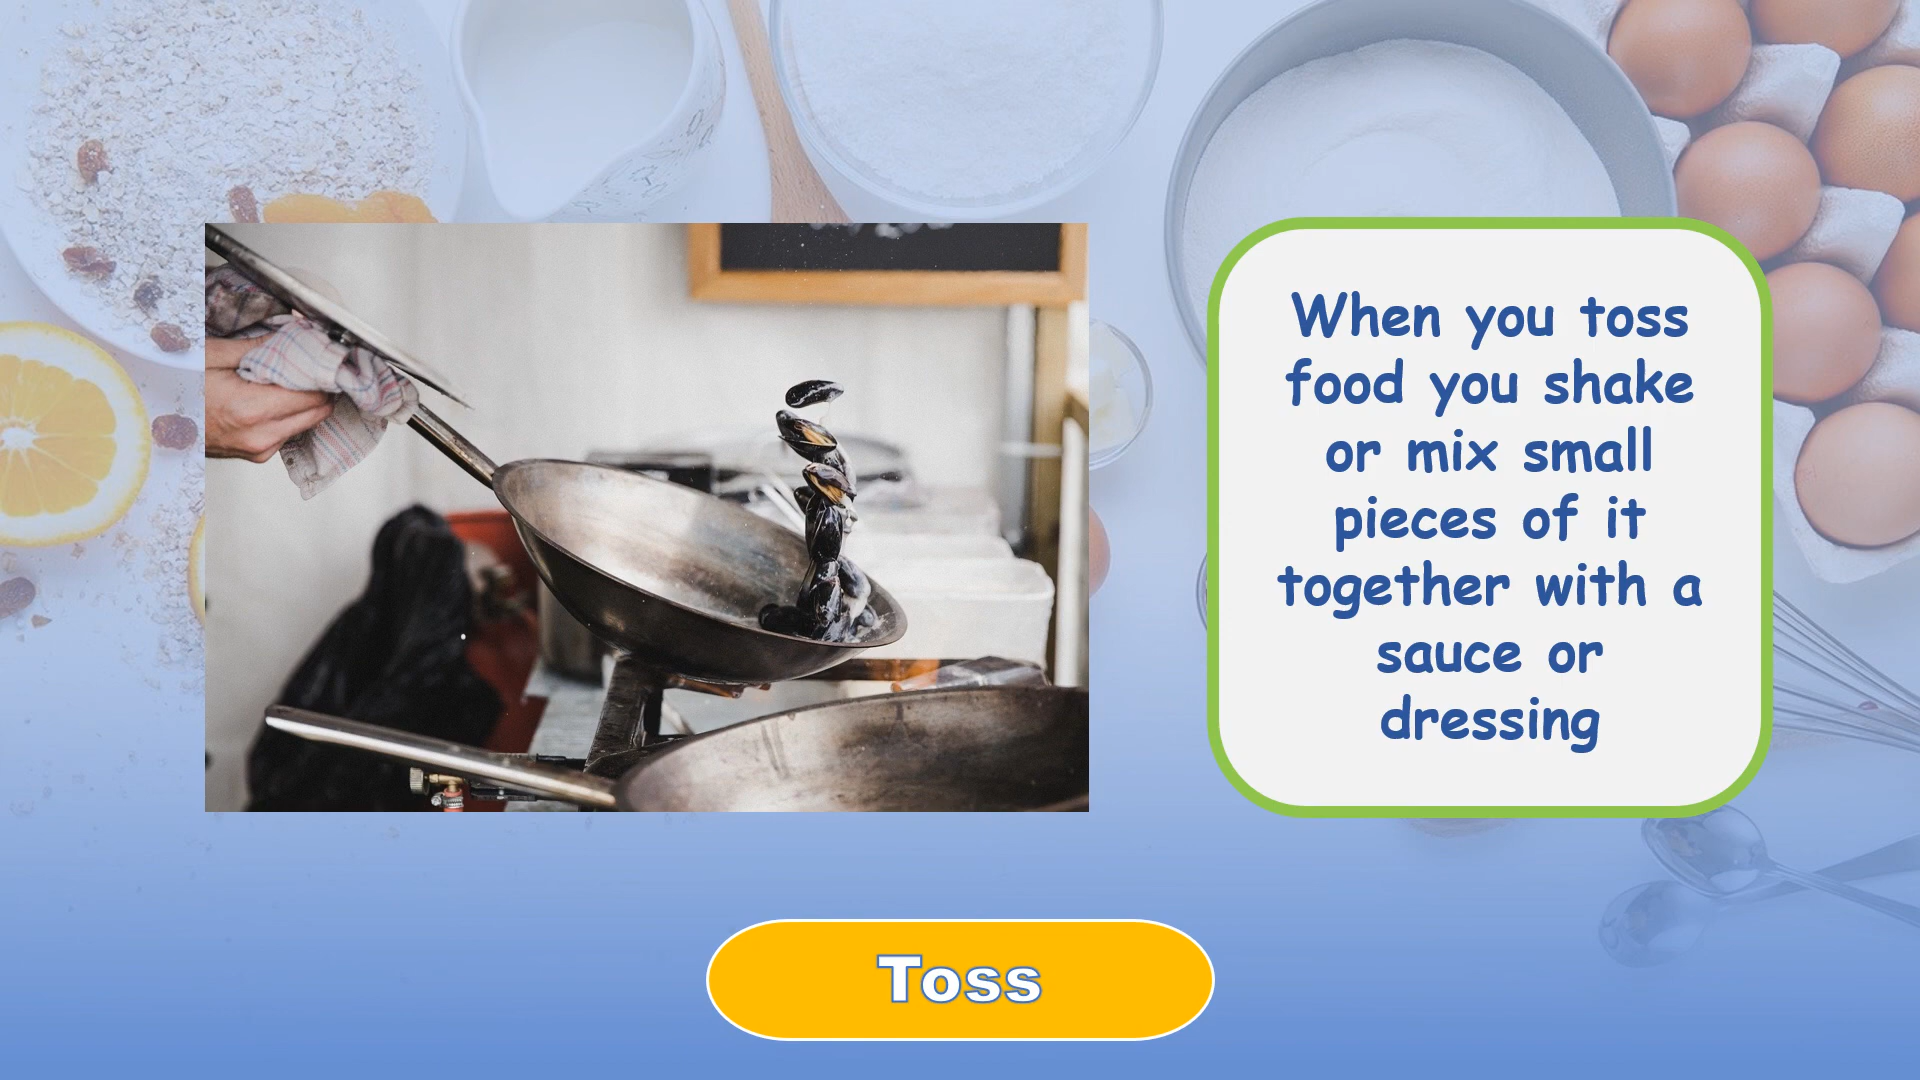 When you toss
food you shake
or mix small
pieces of it
together with a
sauce or
dressing
Toss